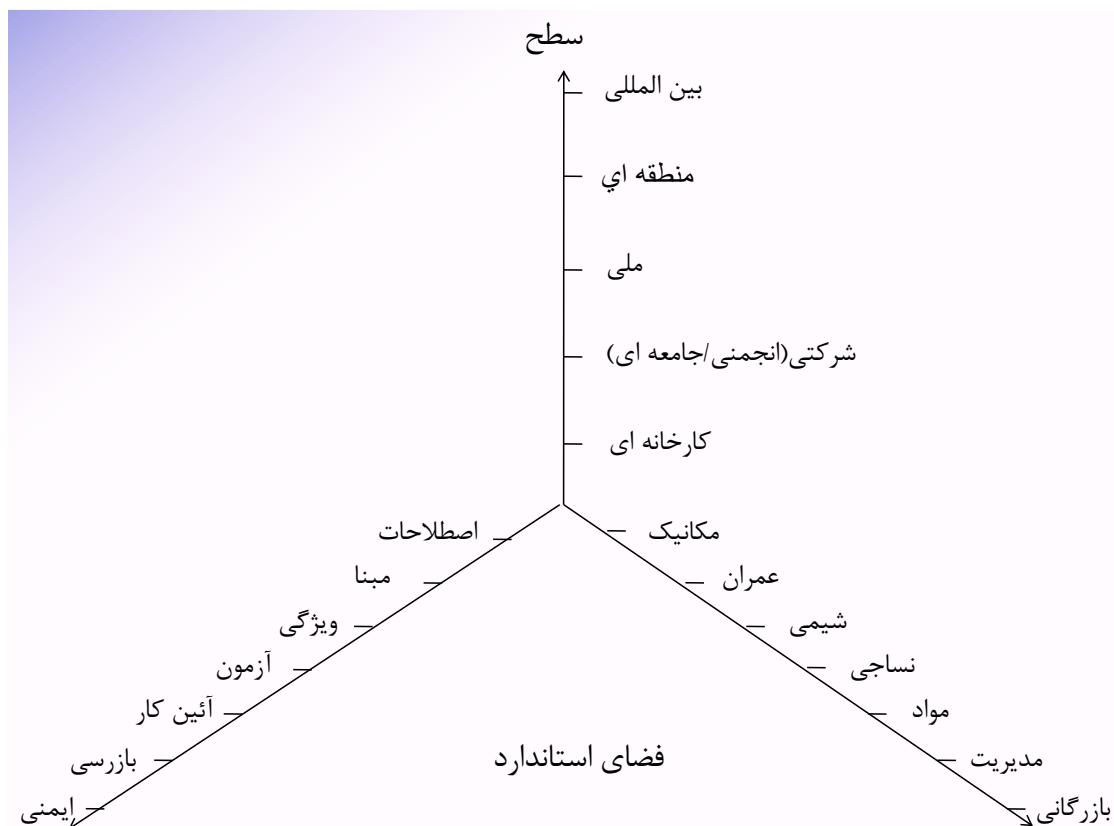 سطح
بین المللی
منطقه اي
ملی
شرکتی(انجمنی/جامعه ای)
کارخانه ای
مکانیک
عمران
شیمی
نساجی
مواد
مدیریت
بازرگانی
اصطلاحات
مبنا
ویژگی
آزمون
آئین کار
بازرسی
ایمنی
فضای استاندارد